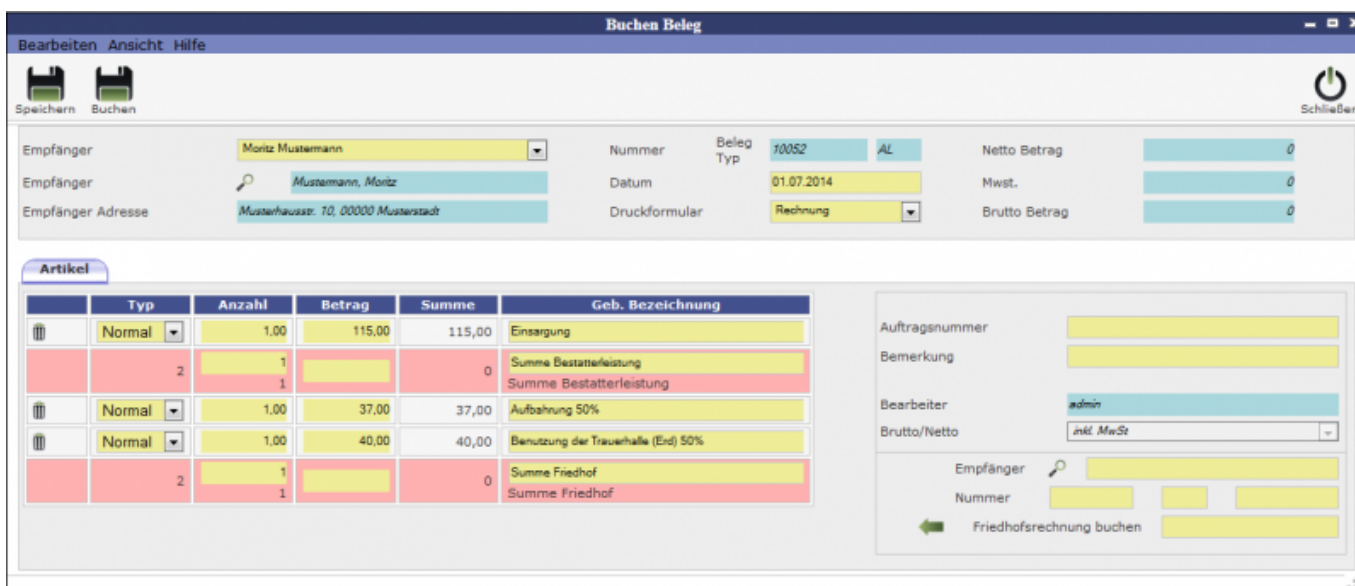 Buchen Beleg
Bearbeiten Ansicht Hilfe
Speichern Buchen Schließen
Empfänger Moritz Mustermann Nummer Beleg Typ 10052 AL Netto Betrag 0
Empfänger Mustermann, Moritz Datum 01.07.2014 Mwst. 0
Empfänger Adresse Musterhausstr. 10, 00000 Musterstadt Druckformular Rechnung Brutto Betrag 0
Artikel
Typ Anzahl Betrag Summe Geb. Bezeichnung
Normal 1,00 115,00 115,00 Einsargung
2 1 0 Summe Bestatterleistung
1 Summe Bestatterleistung
Normal 1,00 37,00 37,00 Aufbahrung 50%
Normal 1,00 40,00 40,00 Benutzung der Trauerhalle (Erd) 50%
2 1 0 Summe Friedhof
1 Summe Friedhof
Auftragsnummer
Bemerkung
Bearbeiter admin
Brutto/Netto inkl. MwSt
Empfänger
Nummer
Friedhofsrechnung buchen